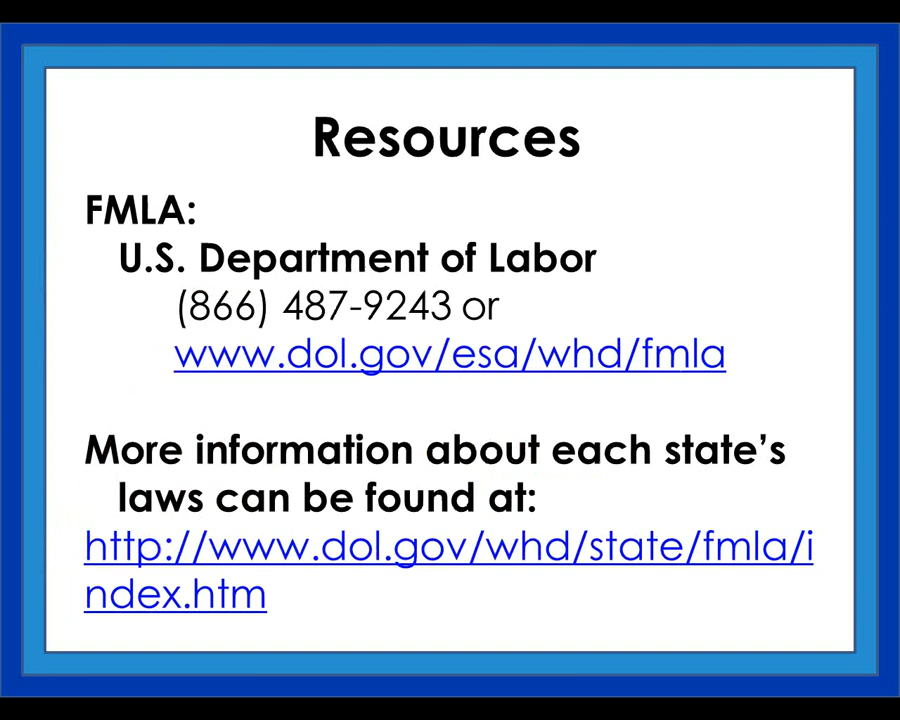 Resources
FMLA:
U.S. Department of Labor
(866) 487-9243 or
www.dol.gov/esa/whd/fmla
More information about each state's
laws can be found at:
http://www.dol.gov/whd/state/fmla/i
ndex.htm